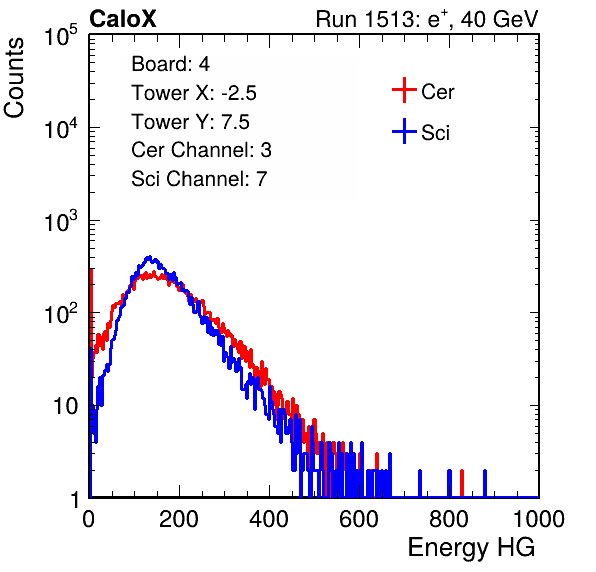 CaloX Run 1513: e⁺, 40 GeV
Counts
Board: 4
Tower X: -2.5
Tower Y: 7.5
Cer Channel: 3
Sci Channel: 7
Cer
Sci
10⁵
10⁴
10³
10²
10
1
0 200 400 600 800 1000
Energy HG